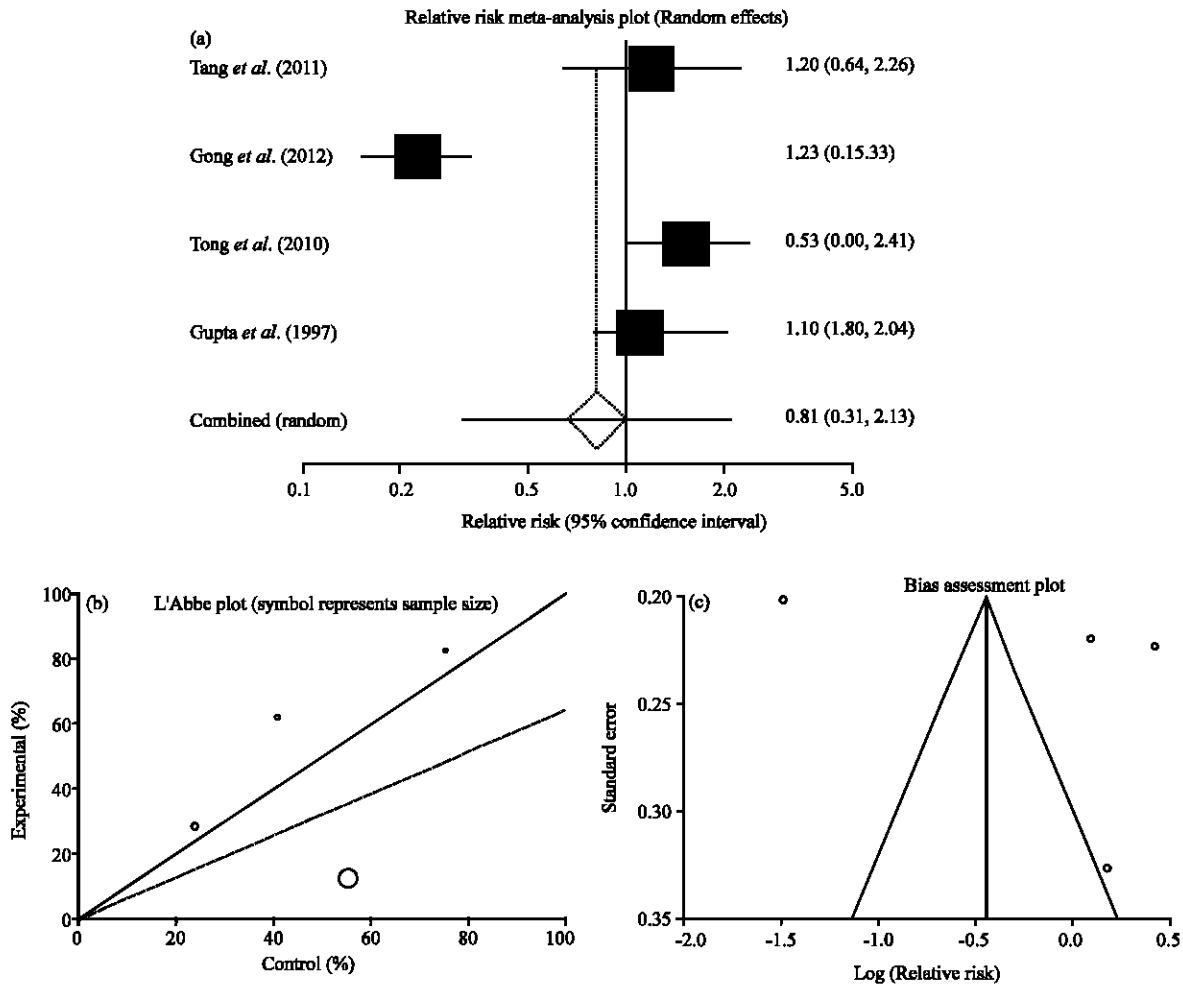 Relative risk meta-analysis plot (Random effects)
(a)
Tang et al. (2011) 1.20 (0.64, 2.26)
Gong et al. (2012) 1.23 (0.15.33)
Tong et al. (2010) 0.53 (0.00, 2.41)
Gupta et al. (1997) 1.10 (1.80, 2.04)
Combined (random) 0.81 (0.31, 2.13)
0.1 0.2 0.5 1.0 2.0 5.0
Relative risk (95% confidence interval)
(b) L'Abbe plot (symbol represents sample size)
100
80
60
40
20
0
Experimental (%)
0 20 40 60 80 100
Control (%)
Bias assessment plot
(c)
0.20
0.25
0.30
0.35
Standard error
-2.0 -1.5 -1.0 -0.5 0.0 0.5
Log (Relative risk)